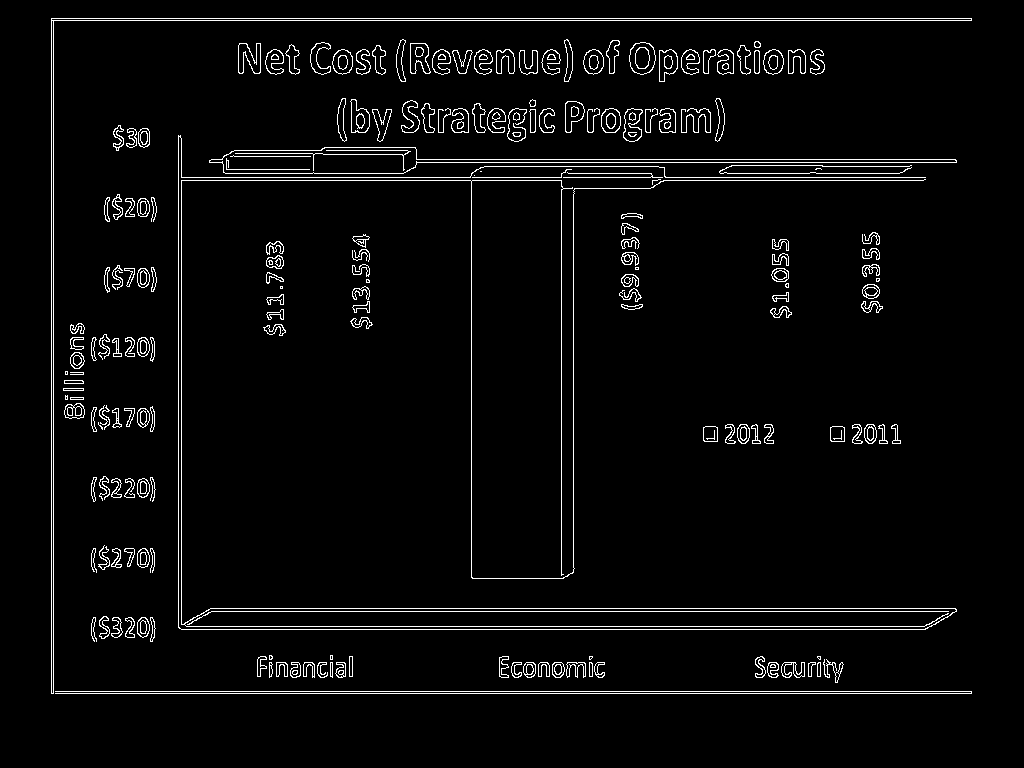 Net Cost (Revenue) of Operations
(by Strategic Program)
$30
($20)
($70)
($120)
($170)
($220)
($270)
($320)
Billions
$11.783
$13.554
($9.937)
$1.055
$0.355
2012
2011
Financial
Economic
Security